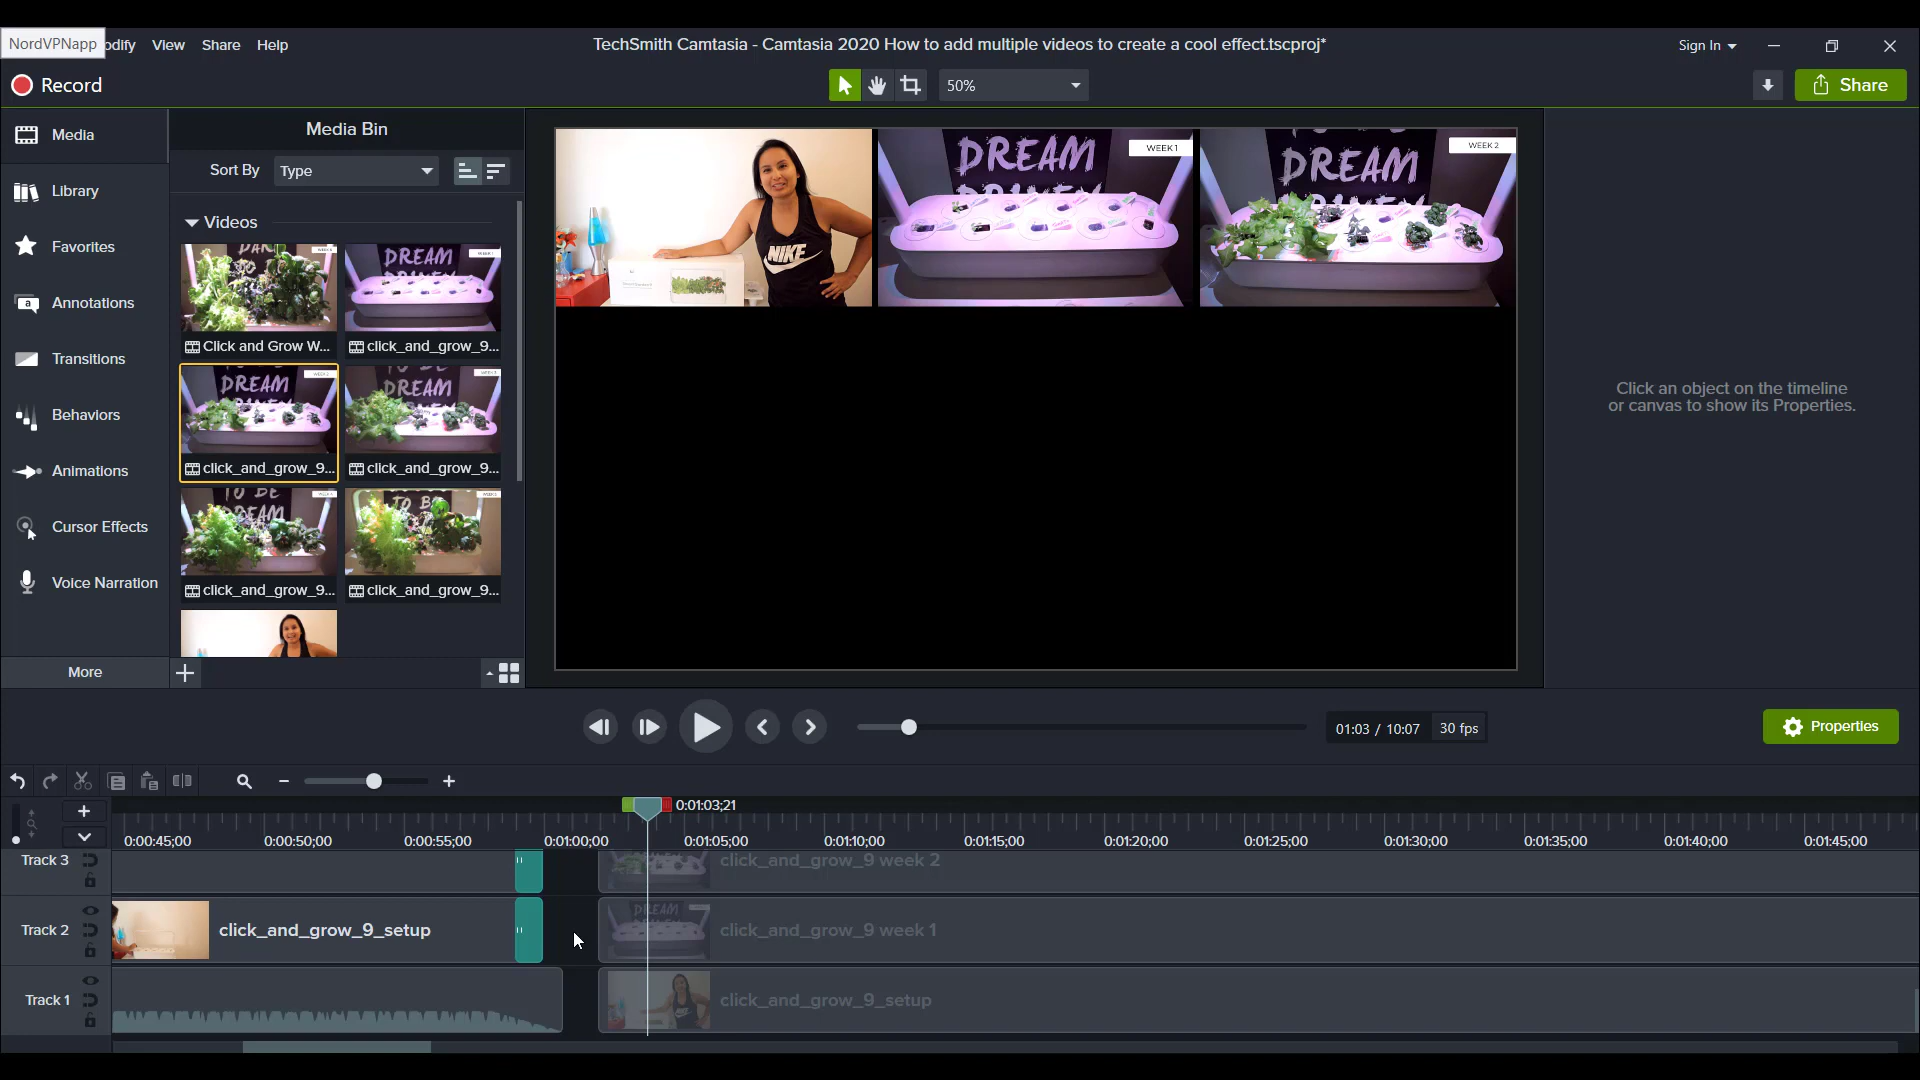 NordVPNapp
odify View Share Help
TechSmith Camtasia - Camtasia 2020 How to add multiple videos to create a cool effect.tscproj*
Sign In
Record
50%
Share
Media
Library
Favorites
Annotations
Transitions
Behaviors
Animations
Cursor Effects
Voice Narration
More
Media Bin
Sort By Type
Videos
Click and Grow W...
click_and_grow_9...
click_and_grow_9...
click_and_grow_9...
click_and_grow_9...
click_and_grow_9...
NIKE
DREAM
WEEK 1
DREAM
WEEK 2
Click an object on the timeline
or canvas to show its Properties.
01:03 / 10:07 30 fps
Properties
0:01:03;21
0:00:45;00 0:00:50;00 0:00:55;00 0:01:00;00 0:01:05;00 0:01:10;00 0:01:15;00 0:01:20;00 0:01:25;00 0:01:30;00 0:01:35;00 0:01:40;00 0:01:45;00
Track 3
click_and_grow_9 week 2
Track 2
click_and_grow_9_setup
click_and_grow_9 week 1
Track 1
click_and_grow_9_setup